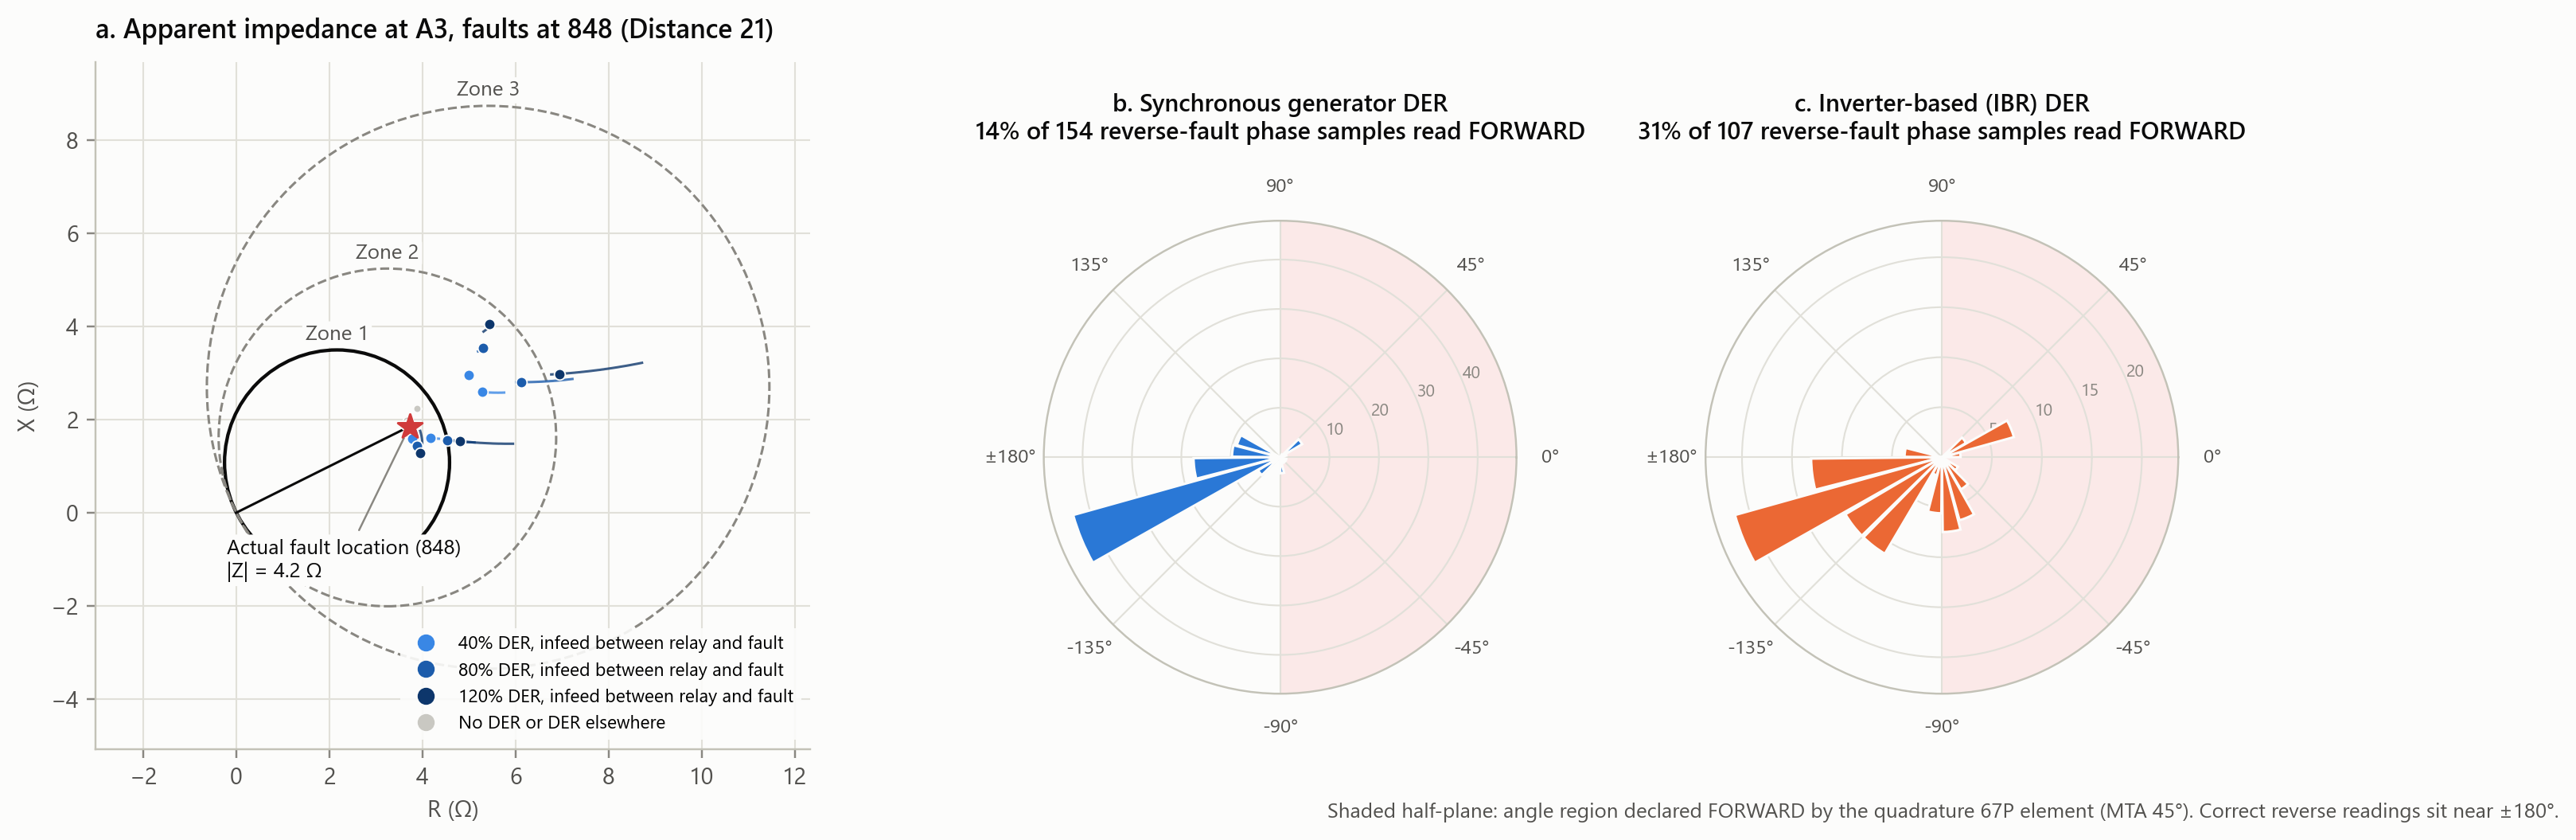 a. Apparent impedance at A3, faults at 848 (Distance 21)
Zone 3
Zone 2
Zone 1
8
6
4
2
0
−2
−4
X (Ω)
Actual fault location (848)
|Z| = 4.2 Ω
40% DER, infeed between relay and fault
80% DER, infeed between relay and fault
120% DER, infeed between relay and fault
No DER or DER elsewhere
−2
0
2
4
6
8
10
12
R (Ω)
b. Synchronous generator DER
14% of 154 reverse-fault phase samples read FORWARD
90°
135°
45°
40
30
20
10
±180°
0°
-135°
-45°
-90°
c. Inverter-based (IBR) DER
31% of 107 reverse-fault phase samples read FORWARD
90°
135°
45°
20
15
10
5
±180°
0°
-135°
-45°
-90°
Shaded half-plane: angle region declared FORWARD by the quadrature 67P element (MTA 45°). Correct reverse readings sit near ±180°.